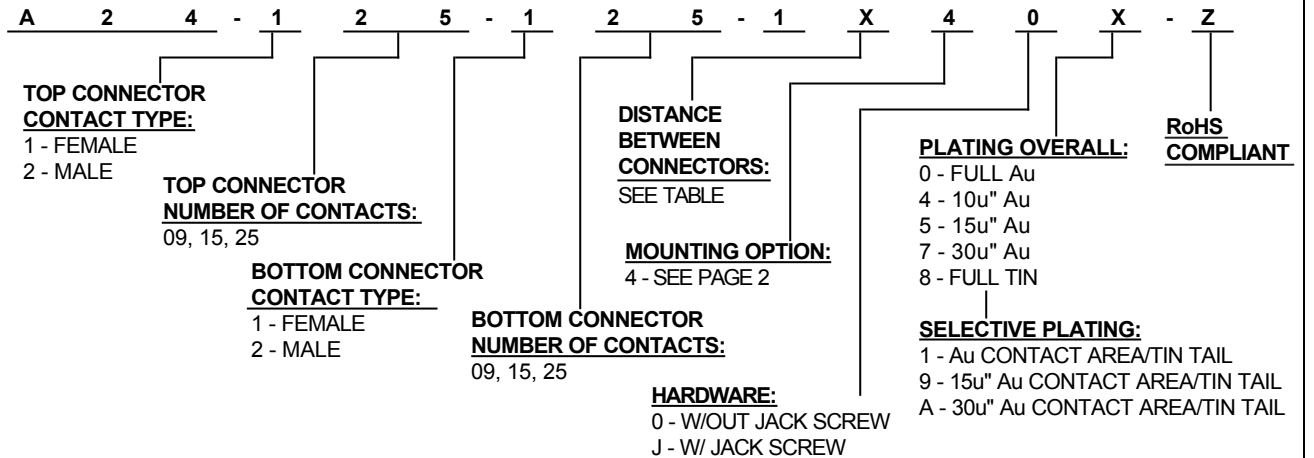 A 2 4 - 1 2 5 - 1 2 5 - 1 X 4 0 X - Z
TOP CONNECTOR
CONTACT TYPE:
1 - FEMALE
2 - MALE
TOP CONNECTOR
NUMBER OF CONTACTS:
09, 15, 25
BOTTOM CONNECTOR
CONTACT TYPE:
1 - FEMALE
2 - MALE
BOTTOM CONNECTOR
NUMBER OF CONTACTS:
09, 15, 25
DISTANCE
BETWEEN
CONNECTORS:
SEE TABLE
MOUNTING OPTION:
4 - SEE PAGE 2
HARDWARE:
0 - W/OUT JACK SCREW
J - W/ JACK SCREW
PLATING OVERALL:
0 - FULL Au
4 - 10u" Au
5 - 15u" Au
7 - 30u" Au
8 - FULL TIN
SELECTIVE PLATING:
1 - Au CONTACT AREA/TIN TAIL
9 - 15u" Au CONTACT AREA/TIN TAIL
A - 30u" Au CONTACT AREA/TIN TAIL
RoHS
COMPLIANT